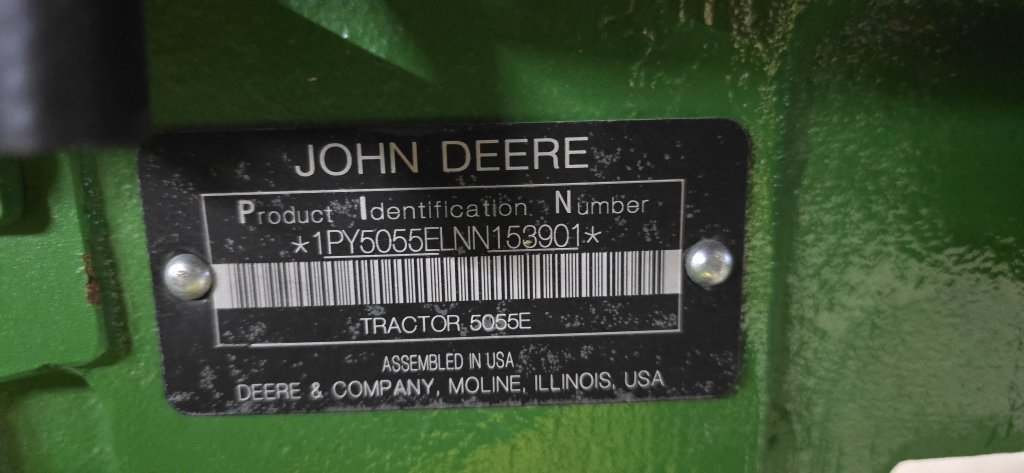 JOHN DEERE
Product Identification Number
*1PY5055ELNN153901*
TRACTOR 5055E
ASSEMBLED IN USA
DEERE & COMPANY, MOLINE, ILLINOIS, USA